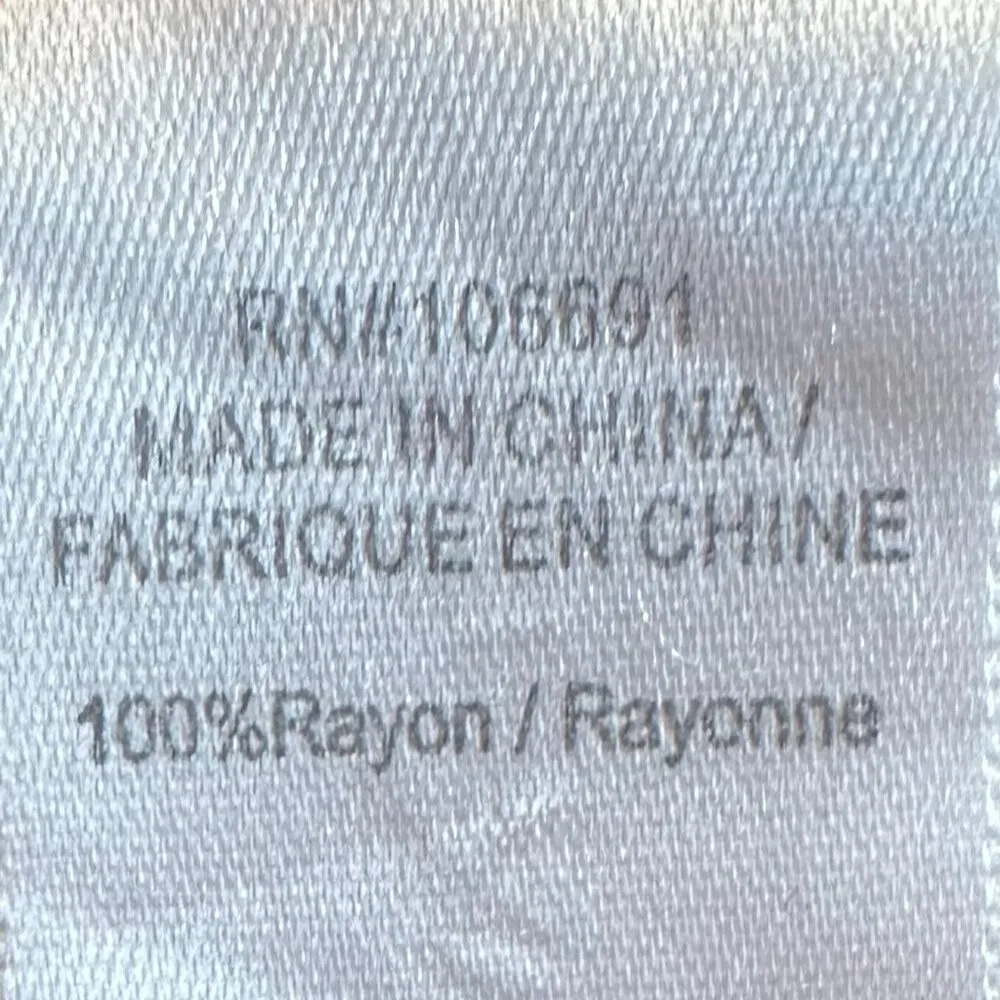 RN#106691
MADE IN CHINA/
FABRIQUE EN CHINE
100%Rayon / Rayonne